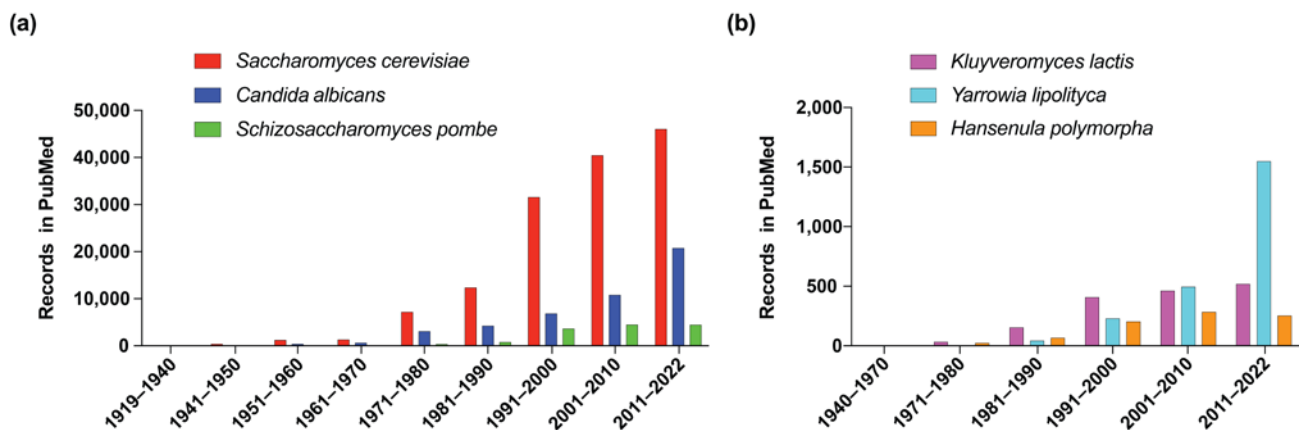 (a)
Saccharomyces cerevisiae
Candida albicans
Schizosaccharomyces pombe
Records in PubMed
50,000
40,000
30,000
20,000
10,000
0
1919–1940
1941–1950
1951–1960
1961–1970
1971–1980
1981–1990
1991–2000
2001–2010
2011–2022
(b)
Kluyveromyces lactis
Yarrowia lipolityca
Hansenula polymorpha
Records in PubMed
2,000
1,500
1,000
500
0
1940–1970
1971–1980
1981–1990
1991–2000
2001–2010
2011–2022